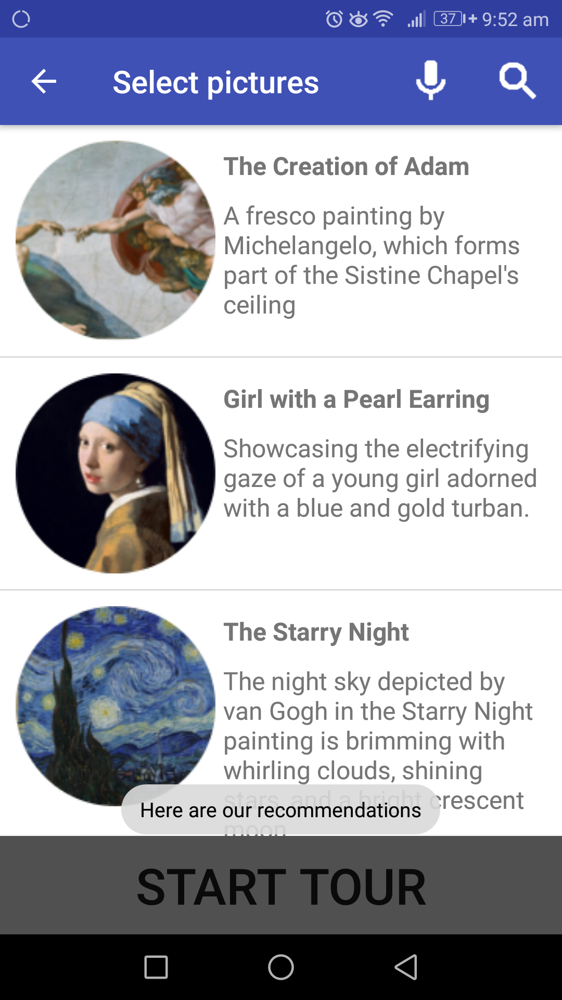 37 9:52 am
Select pictures
The Creation of Adam
A fresco painting by
Michelangelo, which forms
part of the Sistine Chapel's
ceiling
Girl with a Pearl Earring
Showcasing the electrifying
gaze of a young girl adorned
with a blue and gold turban.
The Starry Night
The night sky depicted by
van Gogh in the Starry Night
painting is brimming with
whirling clouds, shining
stars, and a bright crescent
moon
Here are our recommendations
START TOUR